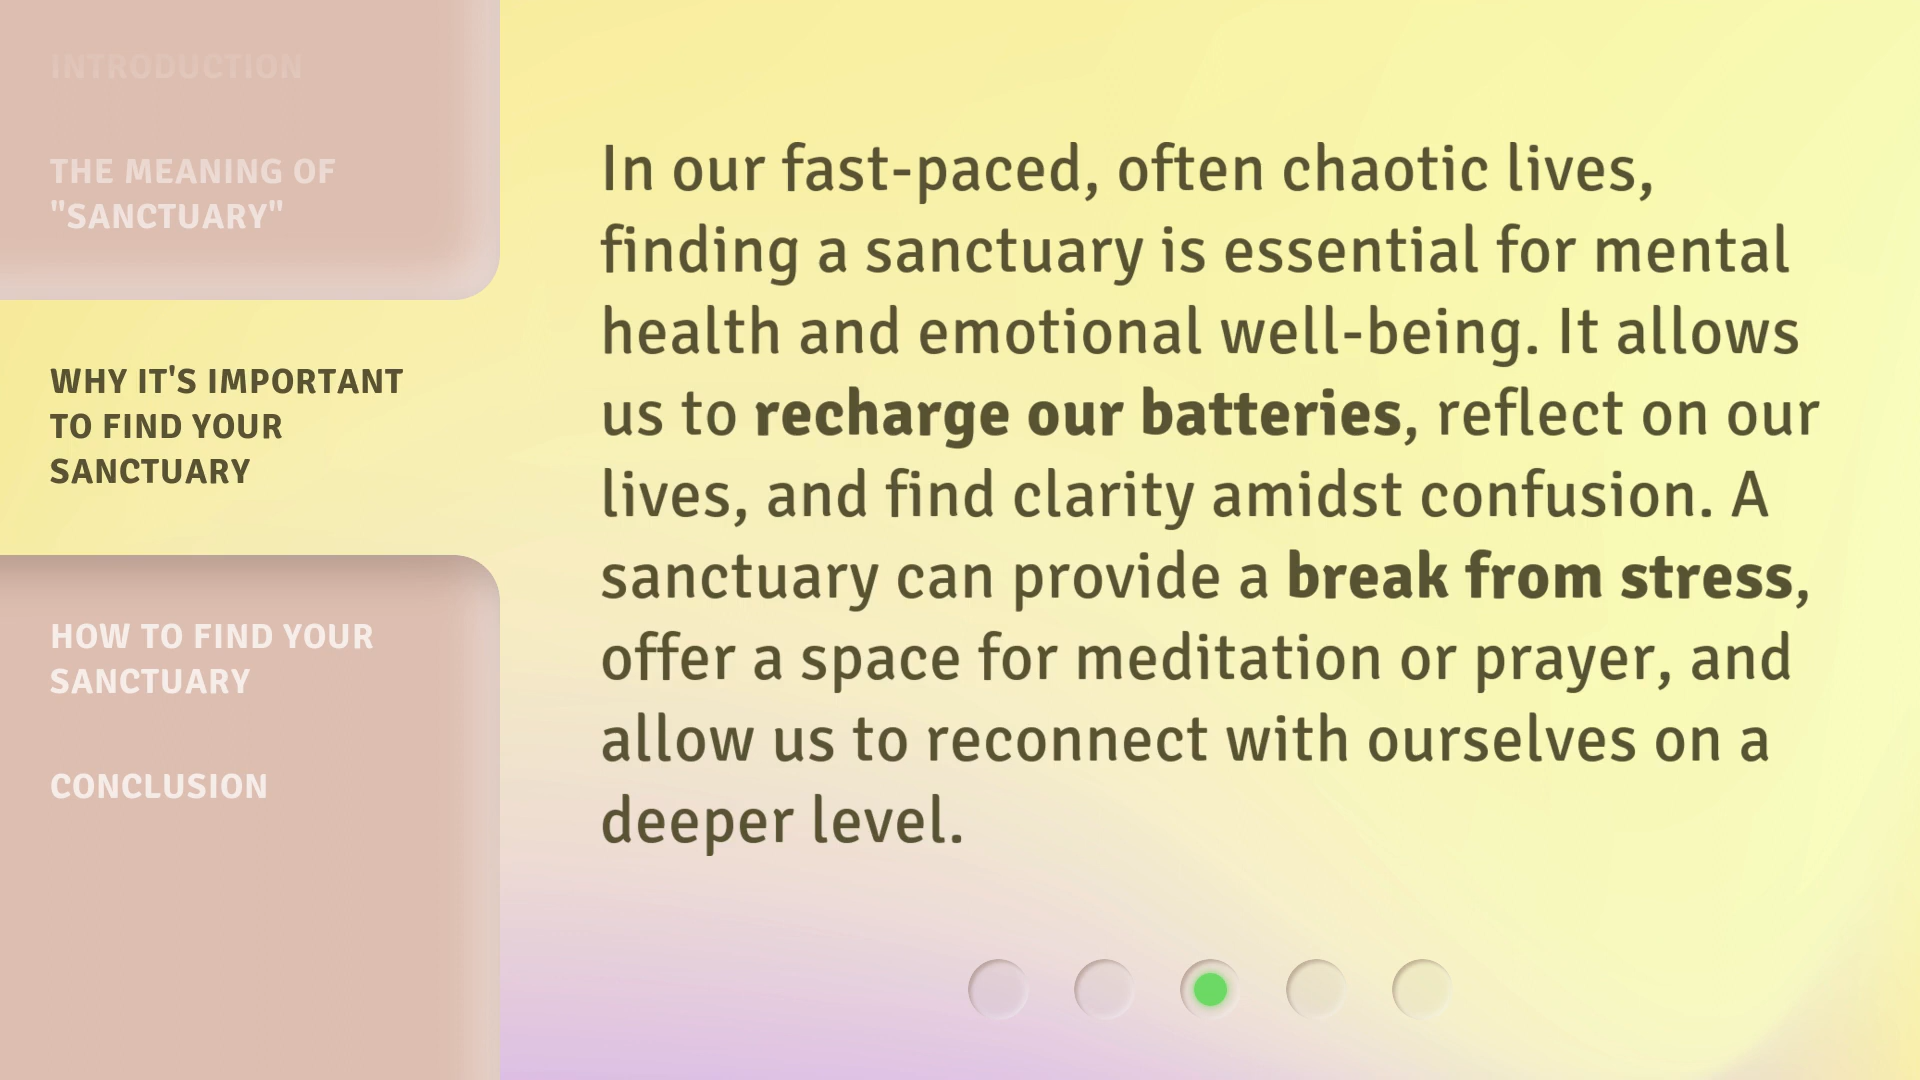 INTRODUCTION
THE MEANING OF
"SANCTUARY"
WHY IT'S IMPORTANT
TO FIND YOUR
SANCTUARY
HOW TO FIND YOUR
SANCTUARY
CONCLUSION
In our fast-paced, often chaotic lives,
finding a sanctuary is essential for mental
health and emotional well-being. It allows
us to recharge our batteries, reflect on our
lives, and find clarity amidst confusion. A
sanctuary can provide a break from stress,
offer a space for meditation or prayer, and
allow us to reconnect with ourselves on a
deeper level.